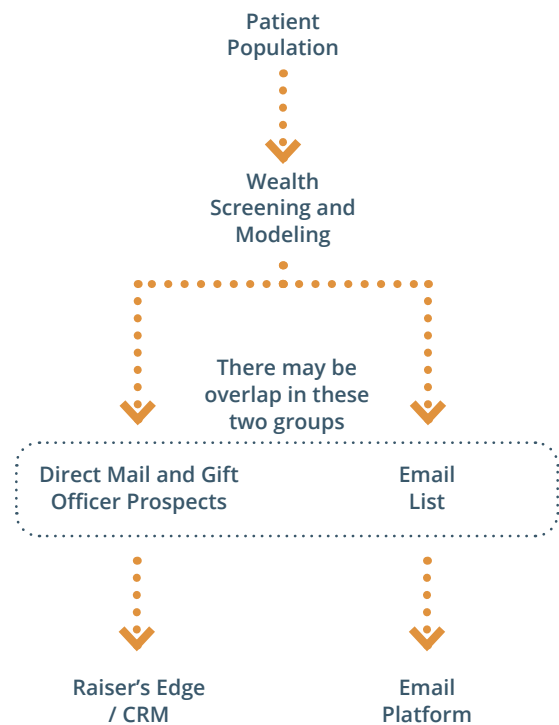 Patient
Population
Wealth
Screening and
Modeling
There may be
overlap in these
two groups
Direct Mail and Gift
Officer Prospects
Email
List
Raiser's Edge
/ CRM
Email
Platform